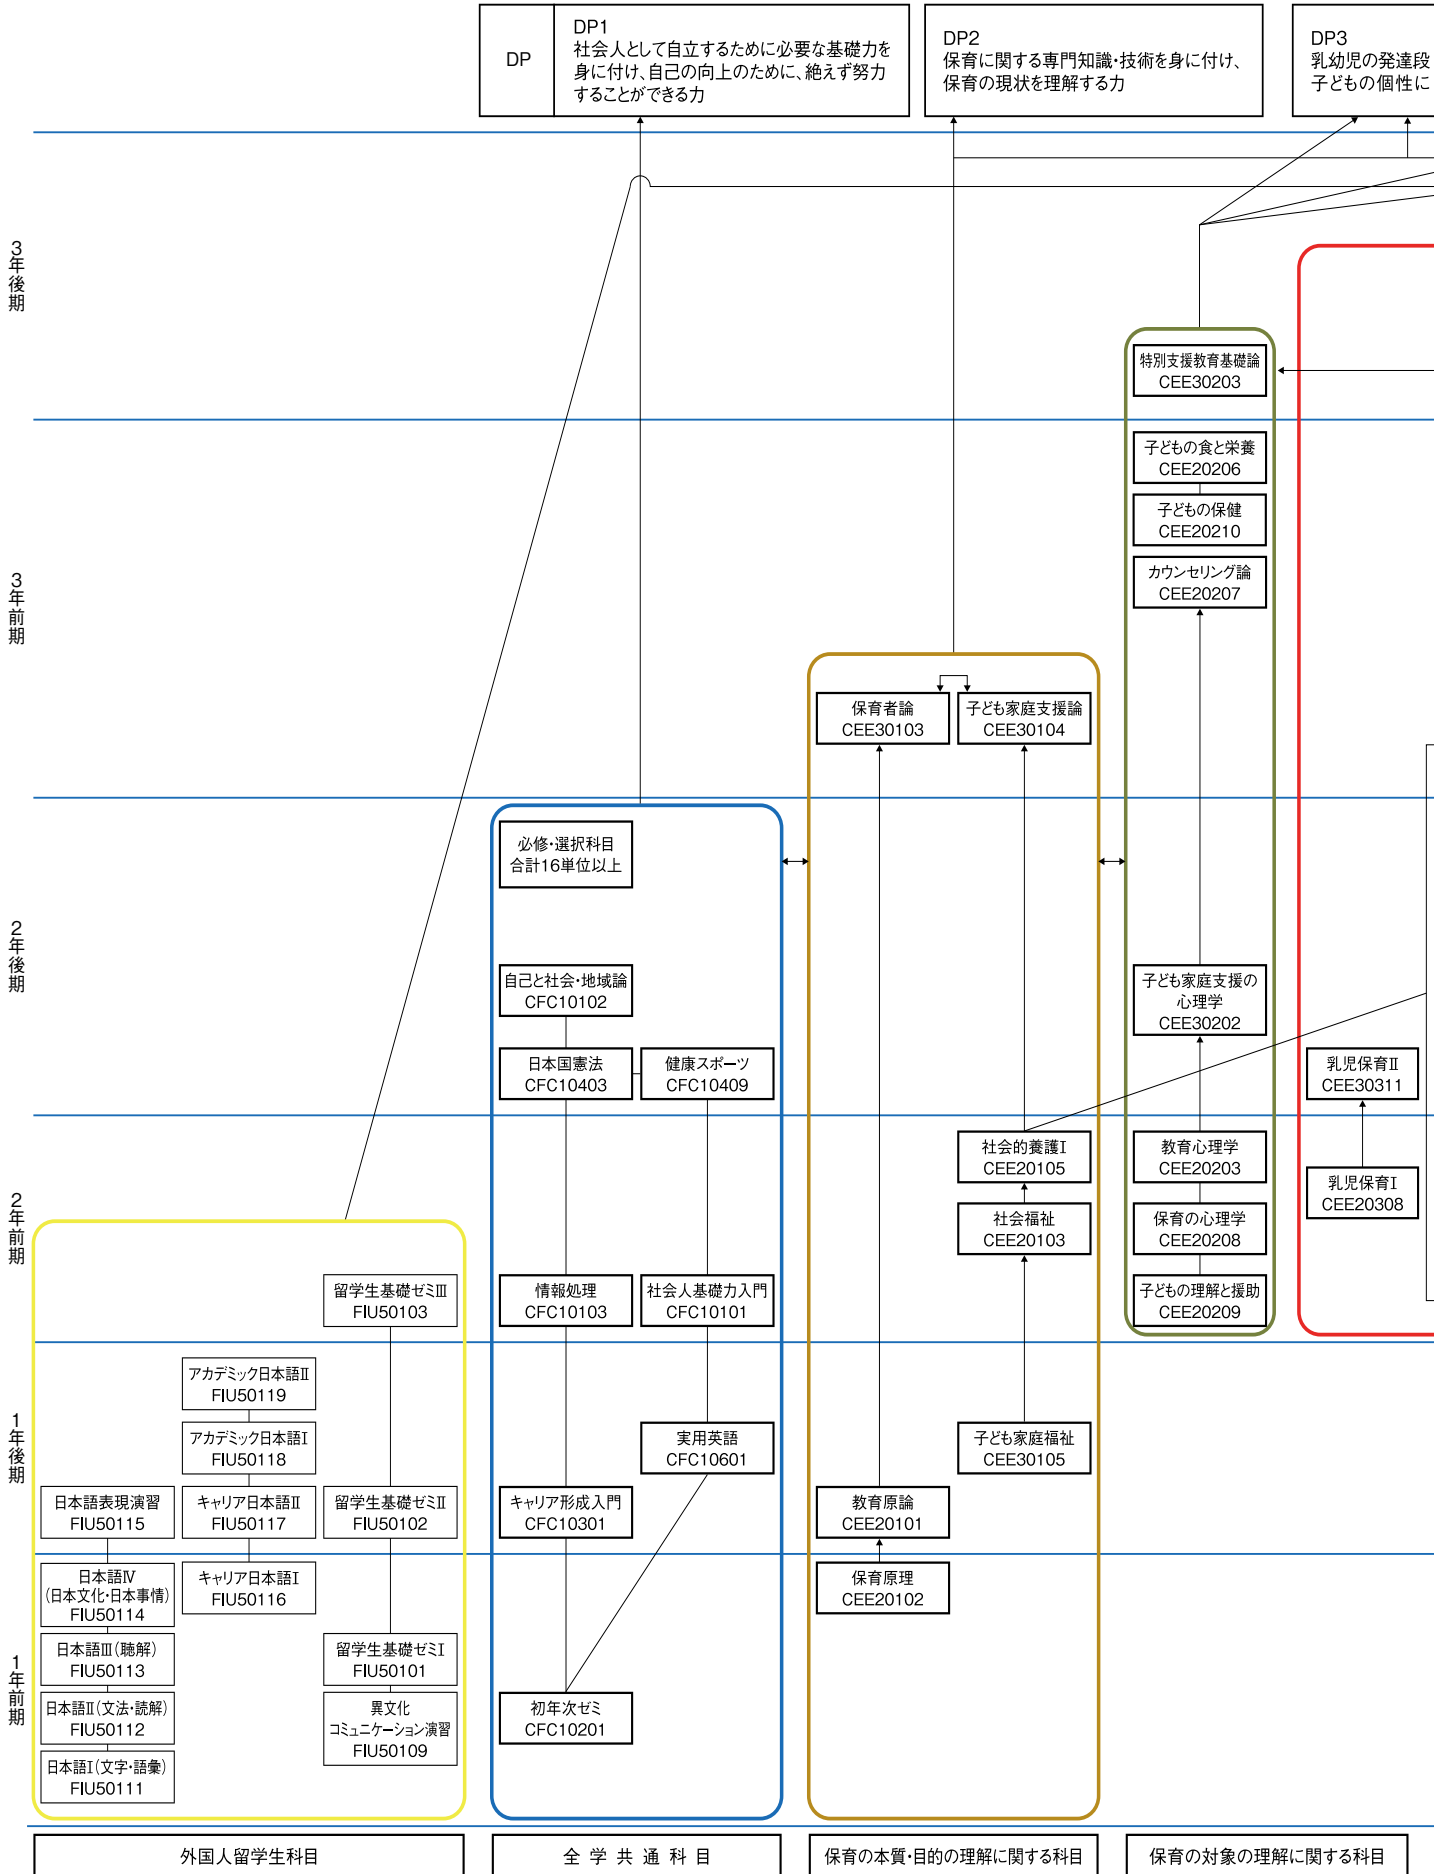 DP
DP1
社会人として自立するために必要な基礎力を
身に付け、自己の向上のために、絶えず努力
することができる力
DP2
保育に関する専門知識・技術を身に付け、
保育の現状を理解する力
DP3
乳幼児の発達段
子どもの個性に
3年後期
特別支援教育基礎論
CEE30203
3年前期
子どもの食と栄養
CEE20206
子どもの保健
CEE20210
カウンセリング論
CEE20207
保育者論
CEE30103
子ども家庭支援論
CEE30104
2年後期
必修・選択科目
合計16単位以上
自己と社会・地域論
CFC10102
日本国憲法
CFC10403
健康スポーツ
CFC10409
子ども家庭支援の
心理学
CEE30202
乳児保育Ⅱ
CEE30311
2年前期
社会的養護Ⅰ
CEE20105
社会福祉
CEE20103
教育心理学
CEE20203
保育の心理学
CEE20208
子どもの理解と援助
CEE20209
乳児保育Ⅰ
CEE20308
留学生基礎ゼミⅢ
FIU50103
情報処理
CFC10103
社会人基礎力入門
CFC10101
1年後期
アカデミック日本語Ⅱ
FIU50119
アカデミック日本語Ⅰ
FIU50118
日本語表現演習
FIU50115
キャリア日本語Ⅱ
FIU50117
留学生基礎ゼミⅡ
FIU50102
実用英語
CFC10601
キャリア形成入門
CFC10301
子ども家庭福祉
CEE30105
教育原論
CEE20101
1年前期
日本語Ⅳ
(日本文化・日本事情)
FIU50114
キャリア日本語Ⅰ
FIU50116
日本語Ⅲ(聴解)
FIU50113
留学生基礎ゼミⅠ
FIU50101
日本語Ⅱ(文法・読解)
FIU50112
異文化
コミュニケーション演習
FIU50109
日本語Ⅰ(文字・語彙)
FIU50111
初年次ゼミ
CFC10201
保育原理
CEE20102
外国人留学生科目
全学共通科目
保育の本質・目的の理解に関する科目
保育の対象の理解に関する科目